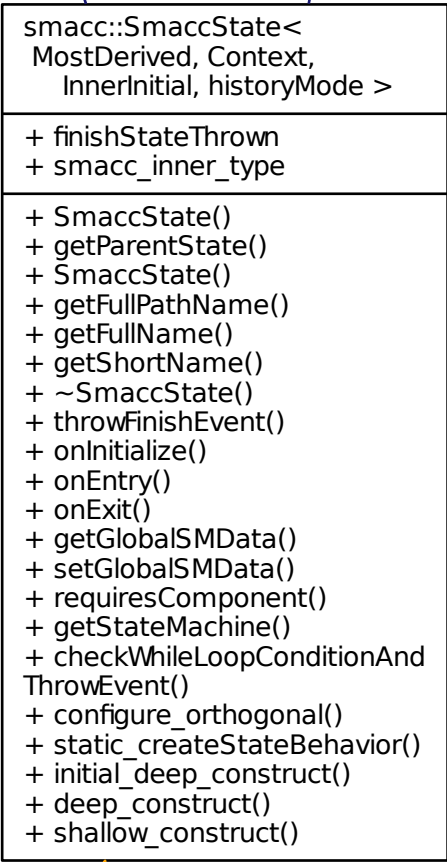 smacc::SmaccState<
MostDerived, Context,
InnerInitial, historyMode >
+ finishStateThrown
+ smacc_inner_type
+ SmaccState()
+ getParentState()
+ SmaccState()
+ getFullPathName()
+ getFullName()
+ getShortName()
+ ~SmaccState()
+ throwFinishEvent()
+ onInitialize()
+ onEntry()
+ onExit()
+ getGlobalSMData()
+ setGlobalSMData()
+ requiresComponent()
+ getStateMachine()
+ checkWhileLoopConditionAnd
ThrowEvent()
+ configure_orthogonal()
+ static_createStateBehavior()
+ initial_deep_construct()
+ deep_construct()
+ shallow_construct()